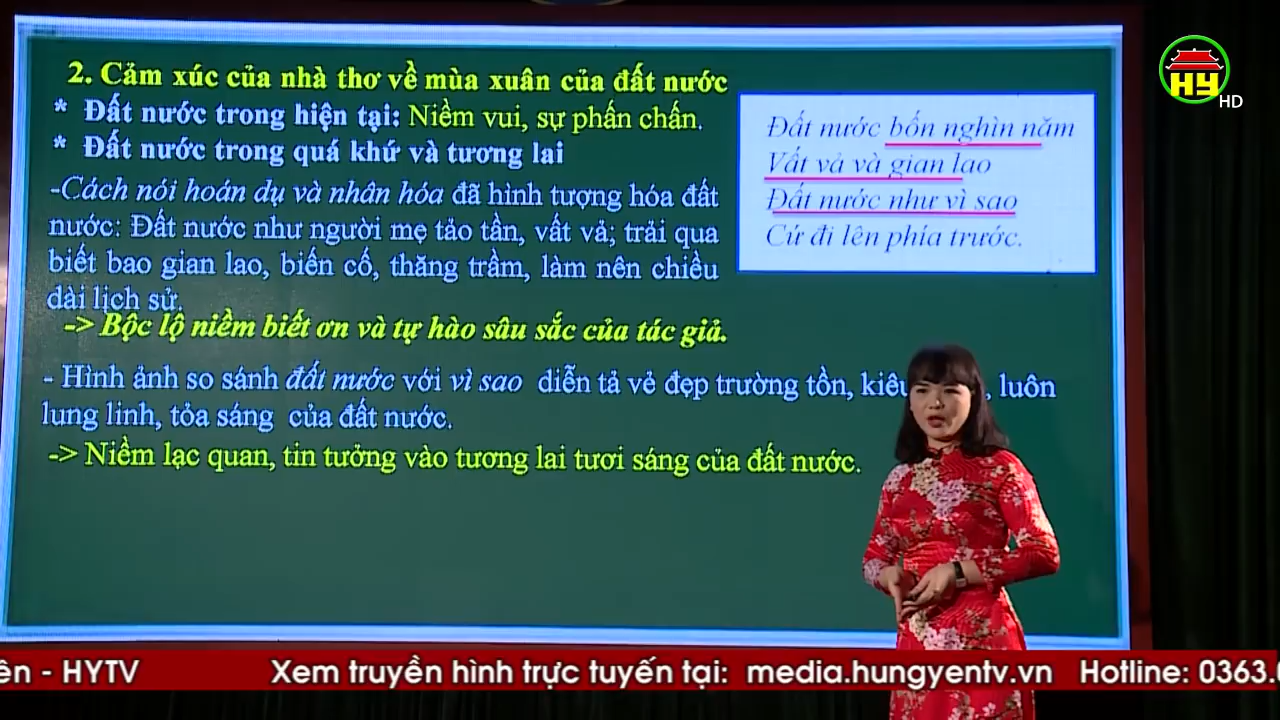 2. Cảm xúc của nhà thơ về mùa xuân của đất nước
* Đất nước trong hiện tại: Niềm vui, sự phấn chấn.
* Đất nước trong quá khứ và tương lai
-Cách nói hoán dụ và nhân hóa đã hình tượng hóa đất
nước: Đất nước như người mẹ tảo tần, vất vả; trải qua
biết bao gian lao, biến cố, thăng trầm, làm nên chiều
dài lịch sử.
-> Bộc lộ niềm biết ơn và tự hào sâu sắc của tác giả.
- Hình ảnh so sánh đất nước với vì sao diễn tả vẻ đẹp trường tồn, , luôn
lung linh, tỏa sáng của đất nước.
-> Niềm lạc quan, tin tưởng vào tương lai tươi sáng của đất nước.
Đất nước bốn nghìn năm
Vất vả và gian lao
Đất nước như vì sao
Cứ đi lên phía trước.
HY HD
- HYTV Xem truyền hình trực tuyến tại: media.hungyentv.vn Hotline: 0363.